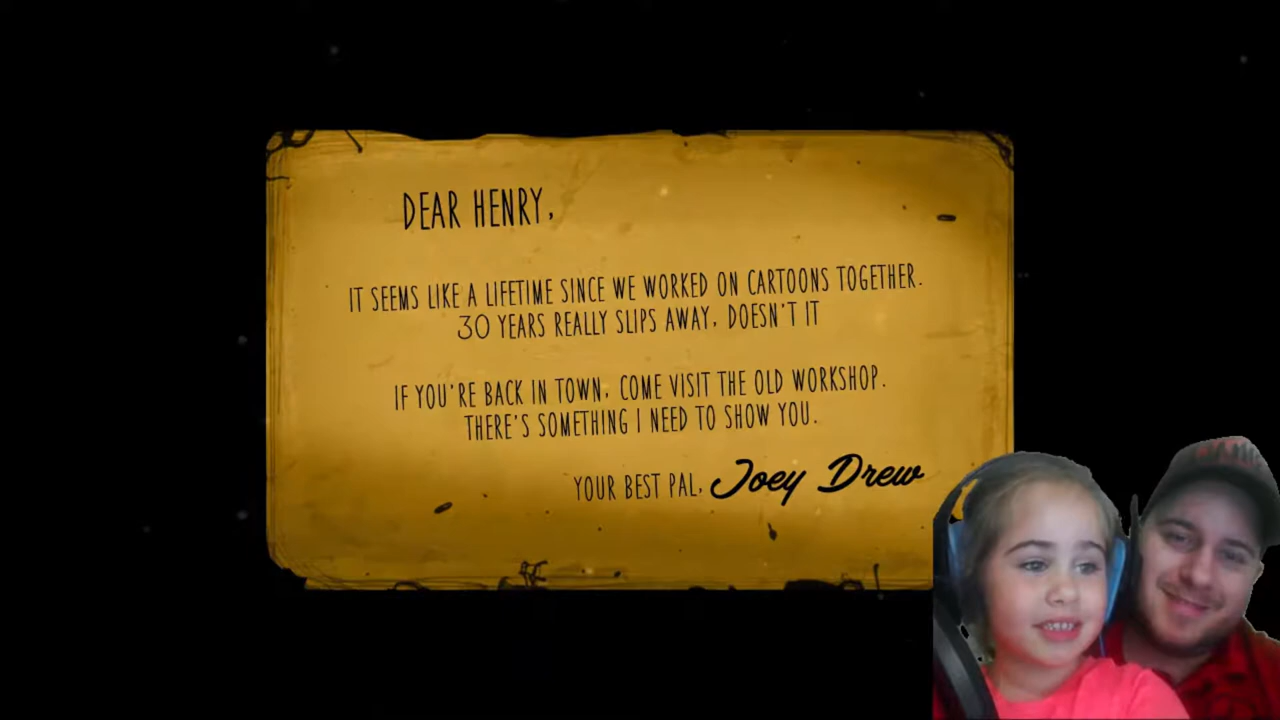 DEAR HENRY,
IT SEEMS LIKE A LIFETIME SINCE WE WORKED ON CARTOONS TOGETHER.
30 YEARS REALLY SLIPS AWAY, DOESN'T IT
IF YOU'RE BACK IN TOWN, COME VISIT THE OLD WORKSHOP.
THERE'S SOMETHING I NEED TO SHOW YOU.
YOUR BEST PAL, Joey Drew